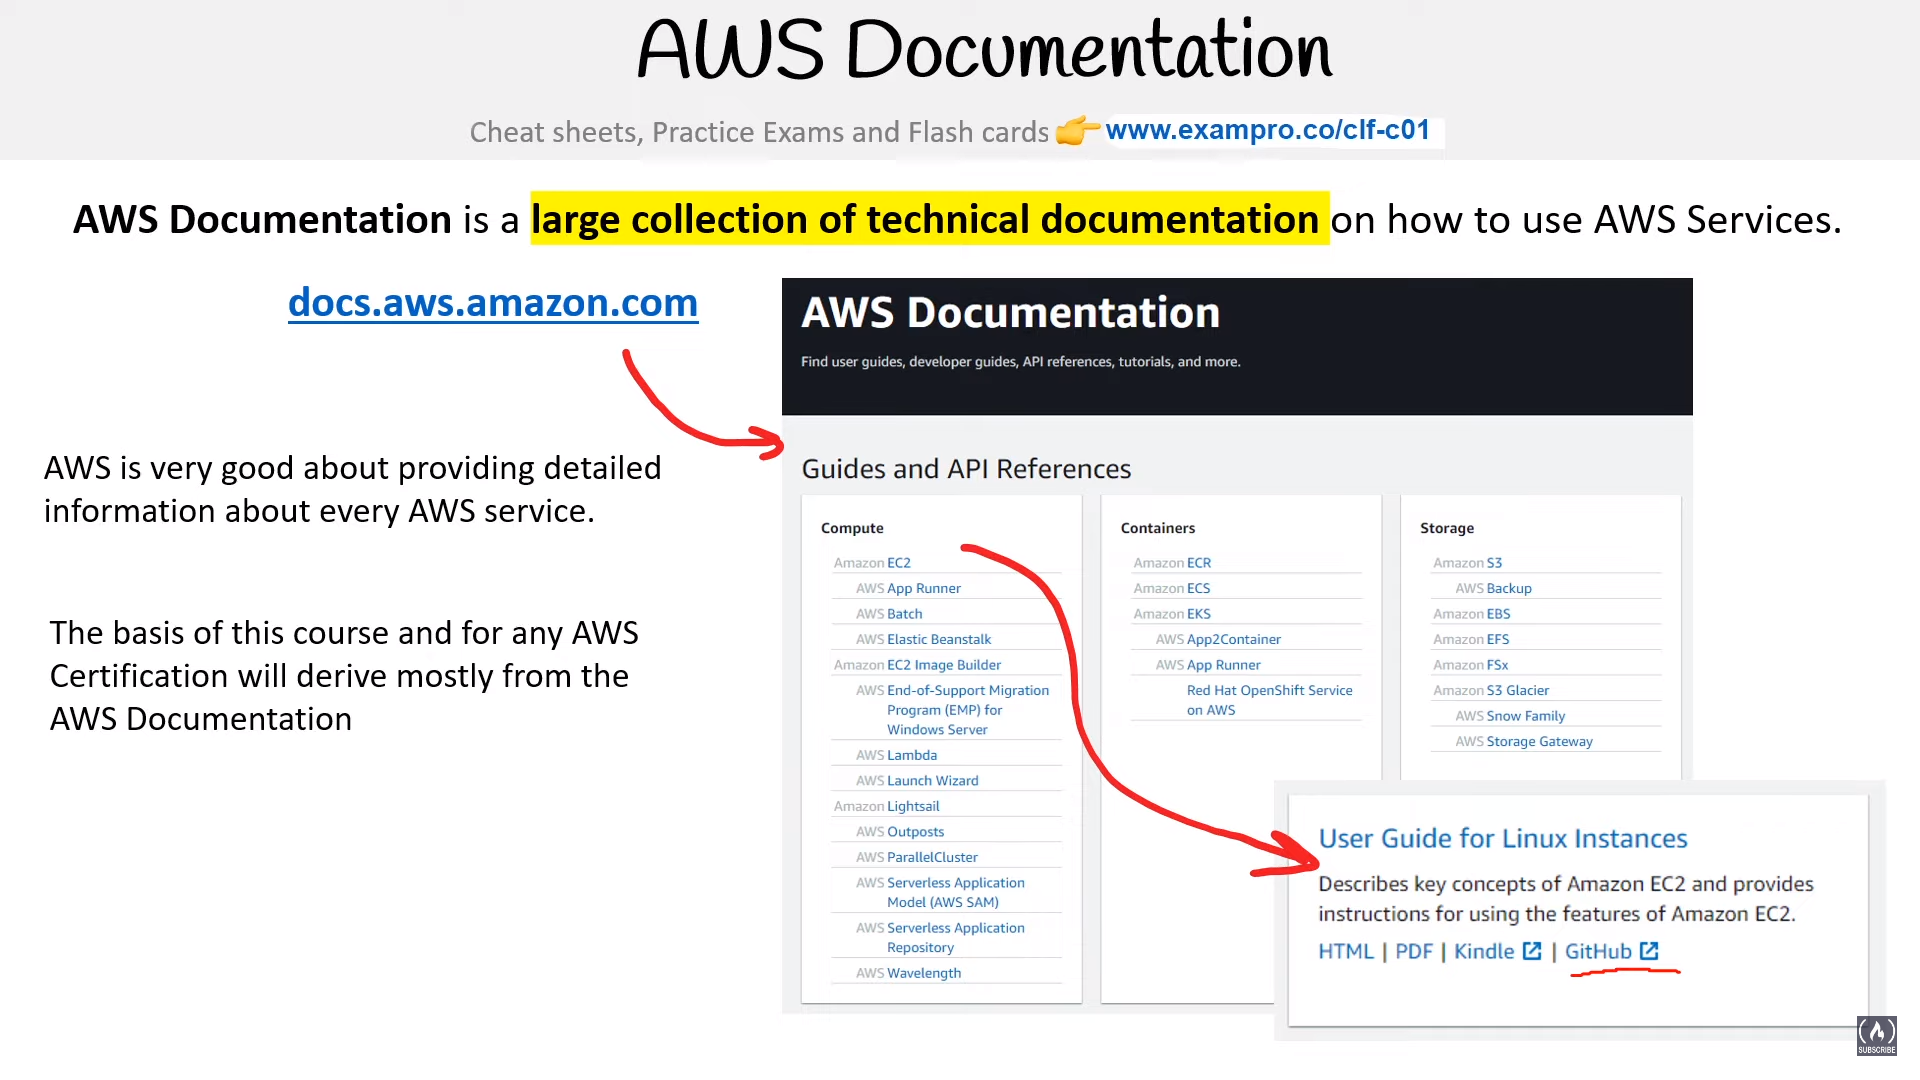 AWS Documentation
Cheat sheets, Practice Exams and Flash cards 👉 www.exampro.co/clf-c01
AWS Documentation is a large collection of technical documentation on how to use AWS Services.
docs.aws.amazon.com
AWS is very good about providing detailed
information about every AWS service.
The basis of this course and for any AWS
Certification will derive mostly from the
AWS Documentation
AWS Documentation
Find user guides, developer guides, API references, tutorials, and more.
Guides and API References
Compute
Amazon EC2
AWS App Runner
AWS Batch
AWS Elastic Beanstalk
Amazon EC2 Image Builder
AWS End-of-Support Migration
Program (EMP) for
Windows Server
AWS Lambda
AWS Launch Wizard
Amazon Lightsail
AWS Outposts
AWS ParallelCluster
AWS Serverless Application
Model (AWS SAM)
AWS Serverless Application
Repository
AWS Wavelength
Containers
Amazon ECR
Amazon ECS
Amazon EKS
AWS App2Container
AWS App Runner
Red Hat OpenShift Service
on AWS
Storage
Amazon S3
AWS Backup
Amazon EBS
Amazon EFS
Amazon FSx
Amazon S3 Glacier
AWS Snow Family
AWS Storage Gateway
User Guide for Linux Instances
Describes key concepts of Amazon EC2 and provides
instructions for using the features of Amazon EC2.
HTML | PDF | Kindle | GitHub
SUBSCRIBE